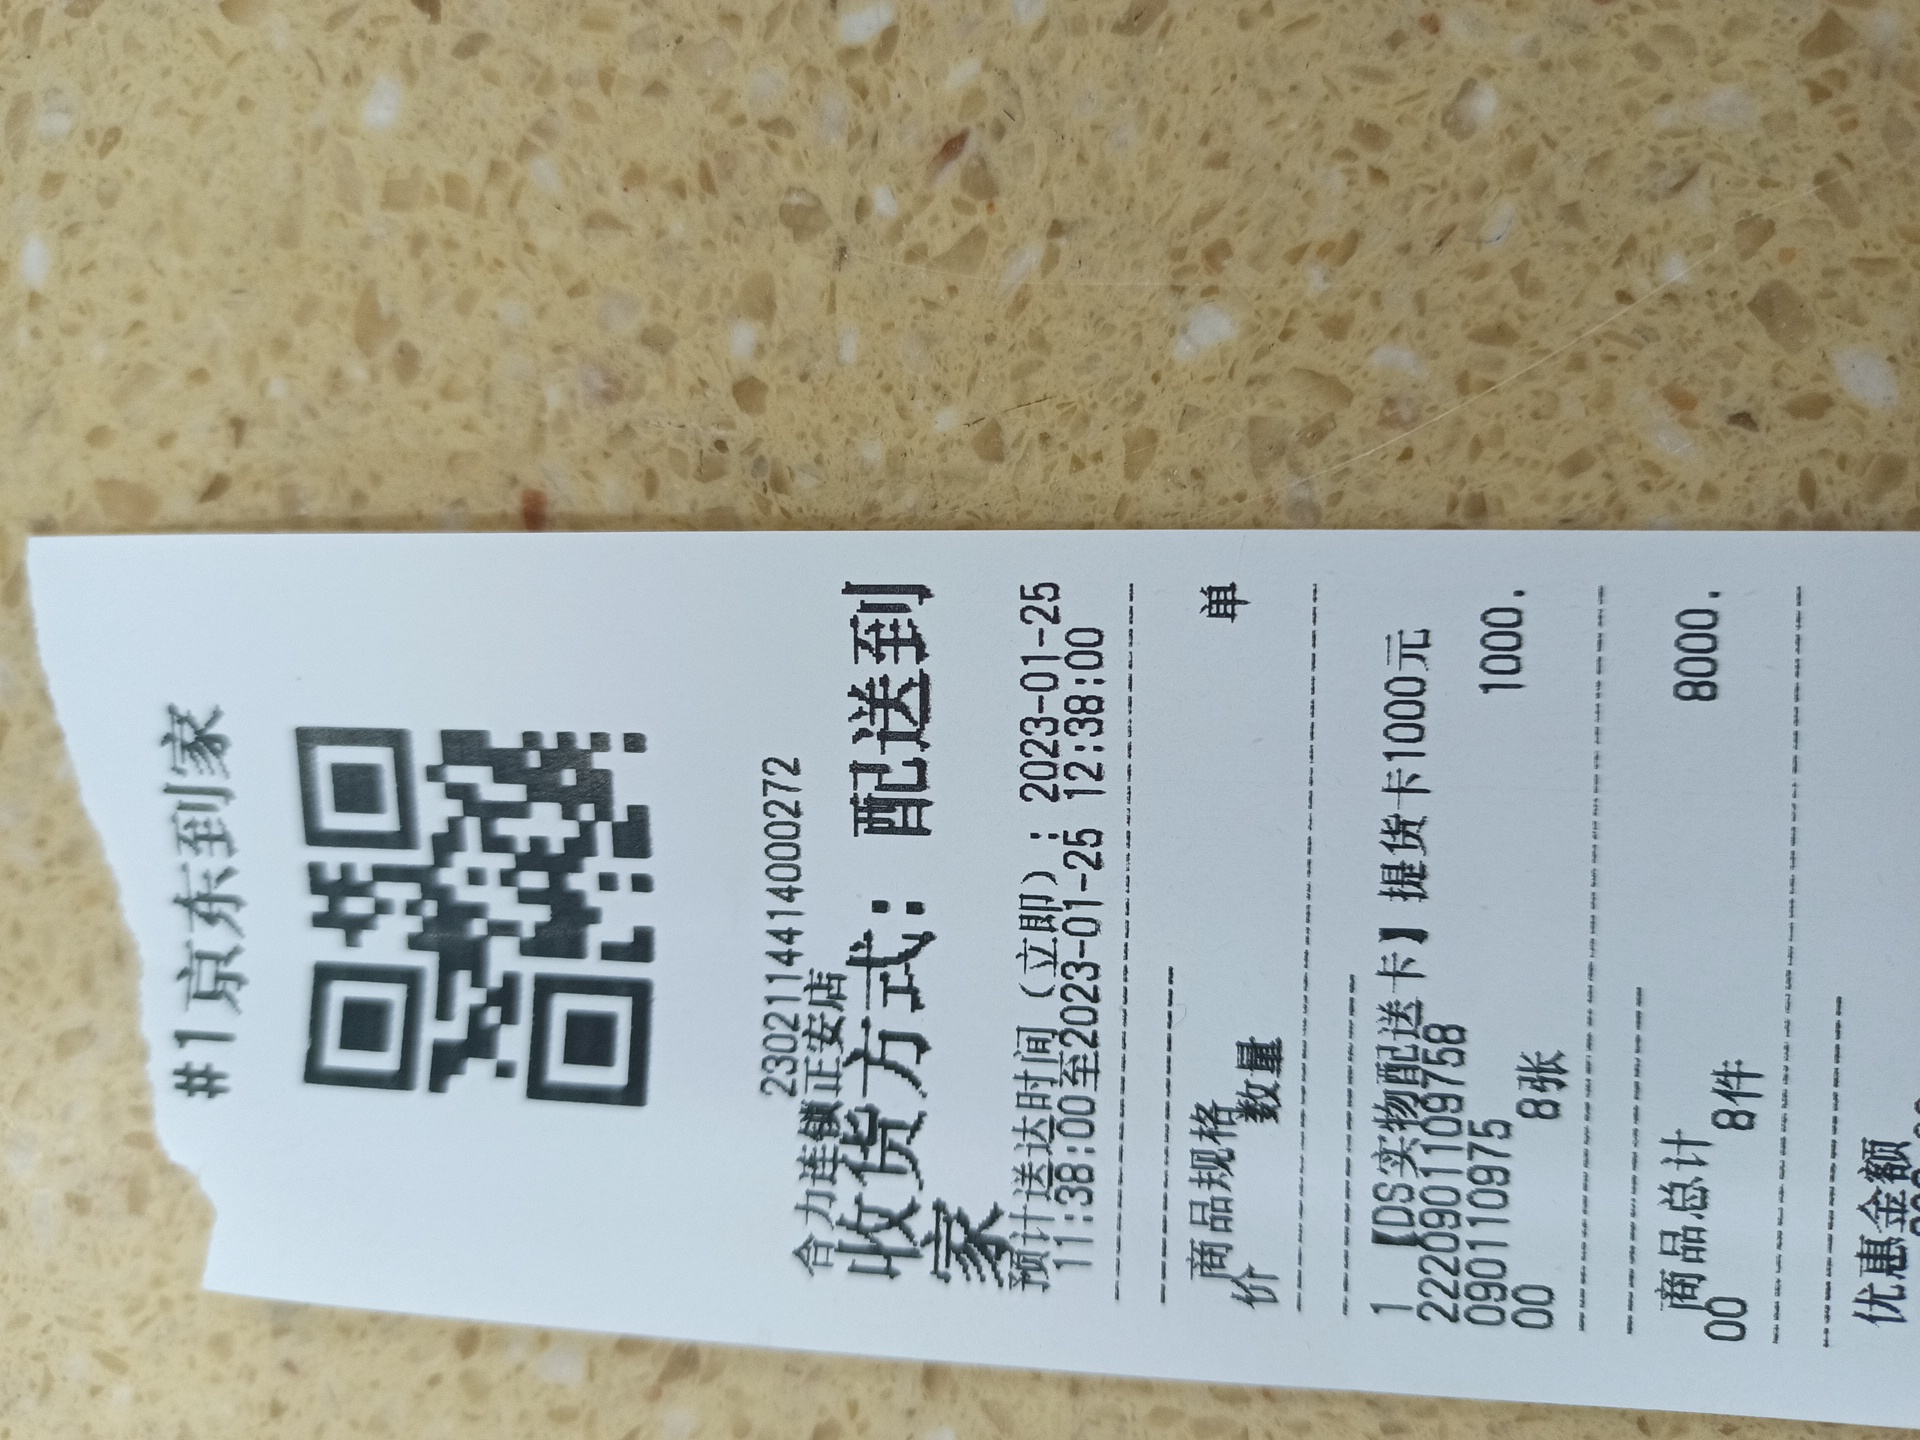 #1京东到家
2302114414000272
合力连锁正安店
收货方式：配送到
家
预计送达时间（立即）：2023-01-25
11:38:00至2023-01-25 12:38:00
商品规格 单
价 数量
1【DS实物配送卡】提货卡1000元
2220901109758
0901110975 1000.
00 8张
商品总计 8000.
00 8件
优惠金额